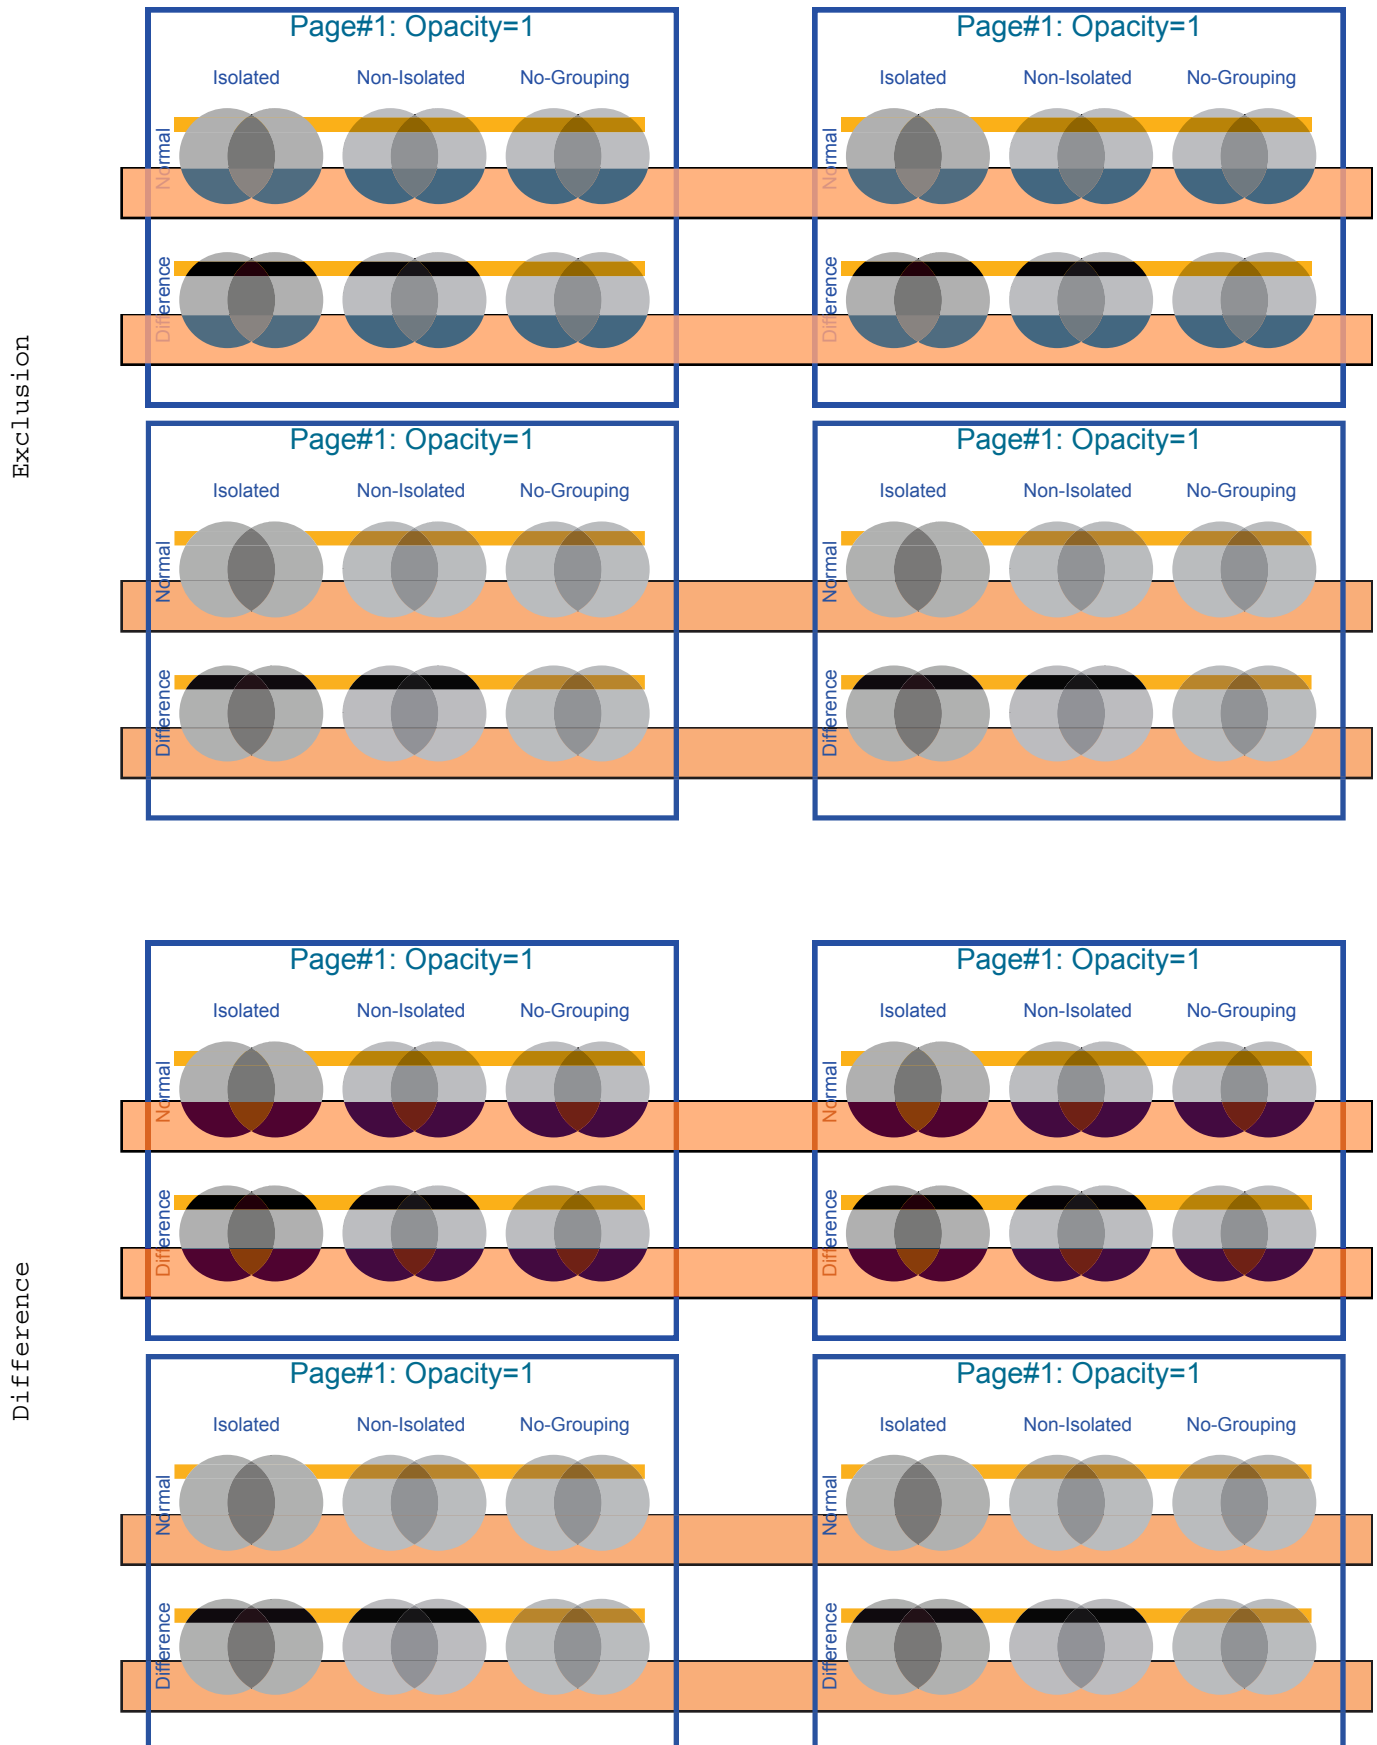 Exclusion
Page#1: Opacity=1
Isolated Non-Isolated No-Grouping
Normal
Difference
Page#1: Opacity=1
Isolated Non-Isolated No-Grouping
Normal
Difference
Page#1: Opacity=1
Isolated Non-Isolated No-Grouping
Normal
Difference
Page#1: Opacity=1
Isolated Non-Isolated No-Grouping
Normal
Difference
Difference
Page#1: Opacity=1
Isolated Non-Isolated No-Grouping
Normal
Difference
Page#1: Opacity=1
Isolated Non-Isolated No-Grouping
Normal
Difference
Page#1: Opacity=1
Isolated Non-Isolated No-Grouping
Normal
Difference
Page#1: Opacity=1
Isolated Non-Isolated No-Grouping
Normal
Difference